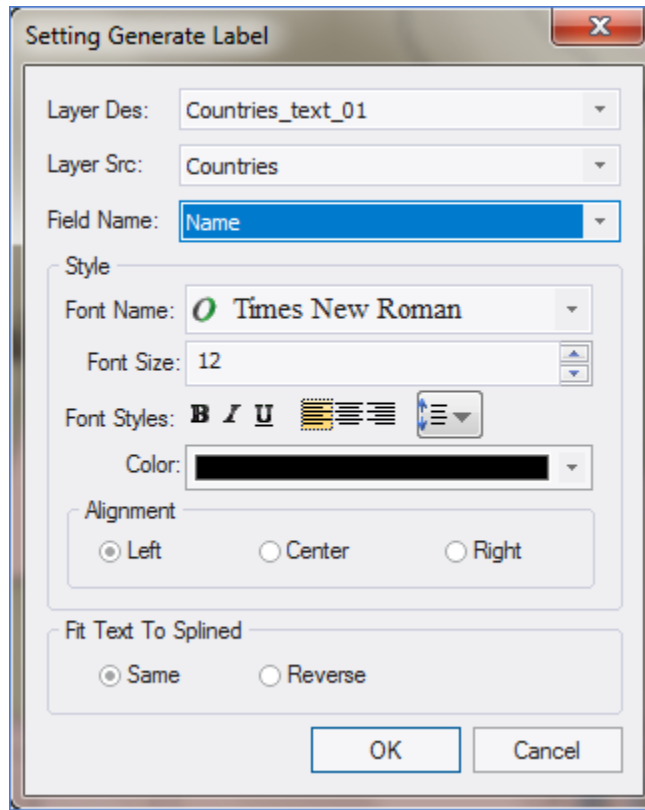 Setting Generate Label
Layer Des: Countries_text_01
Layer Src: Countries
Field Name: Name
Style
Font Name: O Times New Roman
Font Size: 12
Font Styles: B I U
Color:
Alignment
Left Center Right
Fit Text To Splined
Same Reverse
OK Cancel